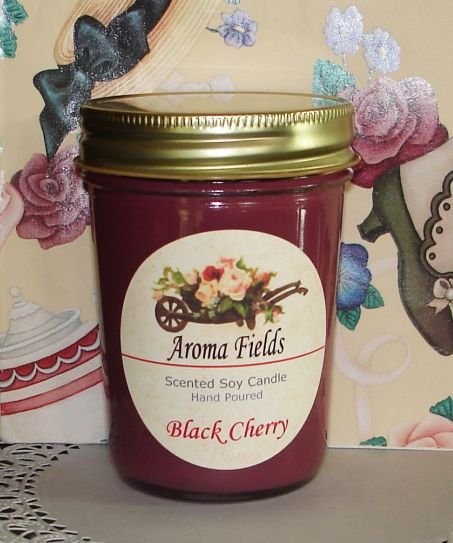 Aroma Fields
Scented Soy Candle
Hand Poured
Black Cherry